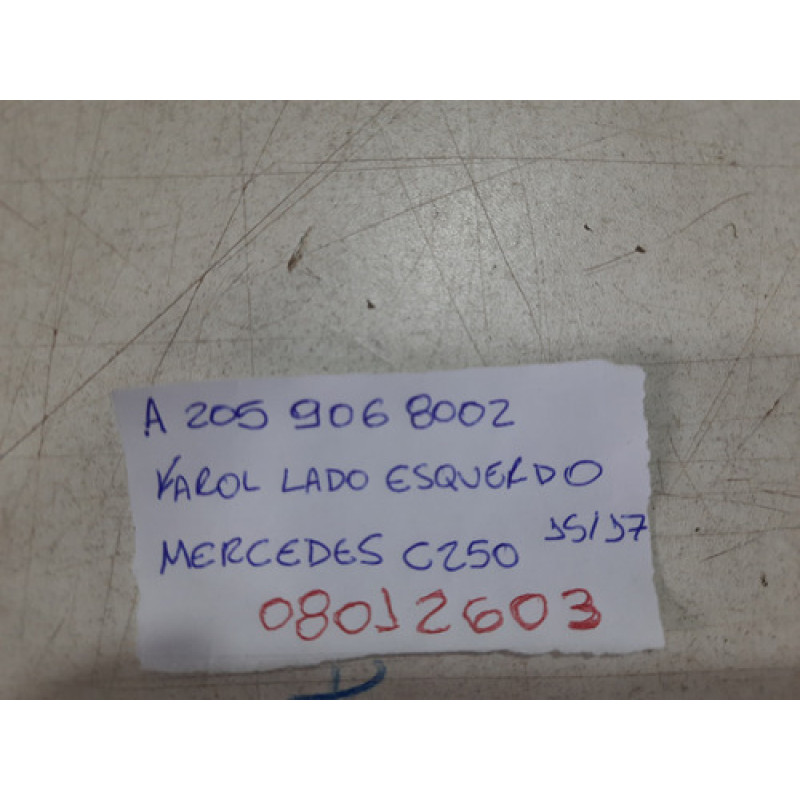 A 205 906 8002
FAROL LADO ESQUERDO
MERCEDES C250 15/17
08012603